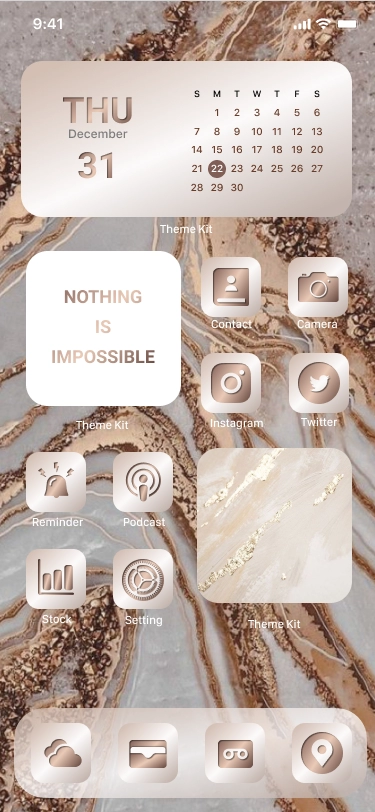 9:41
THU
December
31
S M T W T F S
1 2 3 4 5 6
7 8 9 10 11 12 13
14 15 16 17 18 19 20
21 22 23 24 25 26 27
28 29 30
Theme Kit
NOTHING
IS
IMPOSSIBLE
Theme Kit
Contact
Camera
Instagram
Twitter
Reminder
Podcast
Stock
Setting
Theme Kit